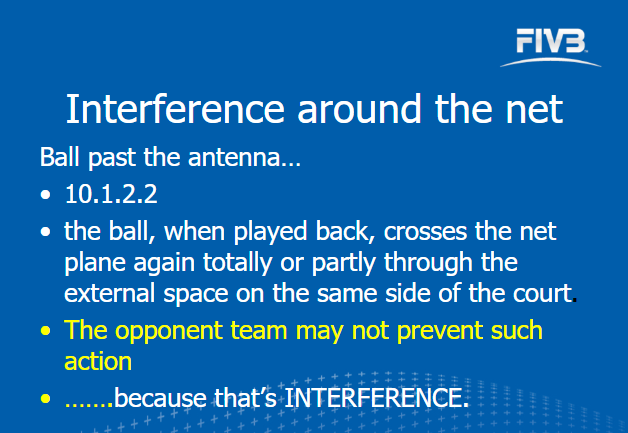 FIVB
Interference around the net
Ball past the antenna…
• 10.1.2.2
• the ball, when played back, crosses the net
plane again totally or partly through the
external space on the same side of the court.
• The opponent team may not prevent such
action
• …….because that’s INTERFERENCE.